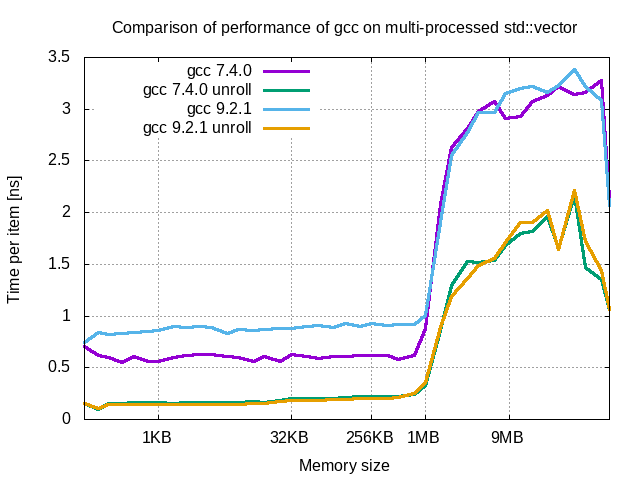 Comparison of performance of gcc on multi-processed std::vector
3.5
3
2.5
2
1.5
1
0.5
0
Time per item [ns]
gcc 7.4.0
gcc 7.4.0 unroll
gcc 9.2.1
gcc 9.2.1 unroll
1KB 32KB 256KB 1MB 9MB
Memory size